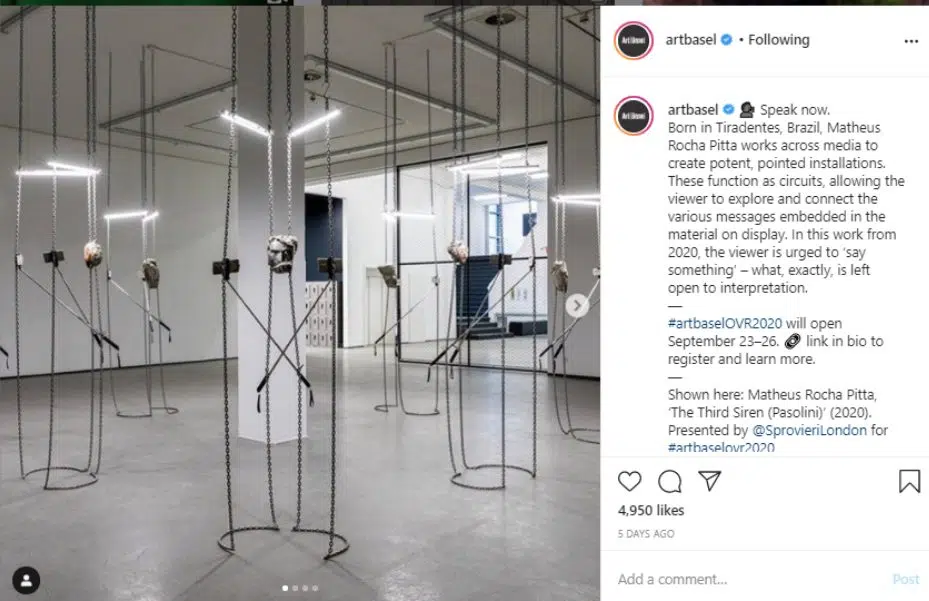 Art Basel
artbasel • Following
Art Basel
artbasel Speak now.
Born in Tiradentes, Brazil, Matheus
Rocha Pitta works across media to
create potent, pointed installations.
These function as circuits, allowing the
viewer to explore and connect the
various messages embedded in the
material on display. In this work from
2020, the viewer is urged to ‘say
something’ – what, exactly, is left
open to interpretation.
—
#artbaselOVR2020 will open
September 23–26. link in bio to
register and learn more.
—
Shown here: Matheus Rocha Pitta,
‘The Third Siren (Pasolini)’ (2020).
Presented by @SprovieriLondon for
#artbaselovr2020
4,950 likes
5 DAYS AGO
Add a comment...
Post